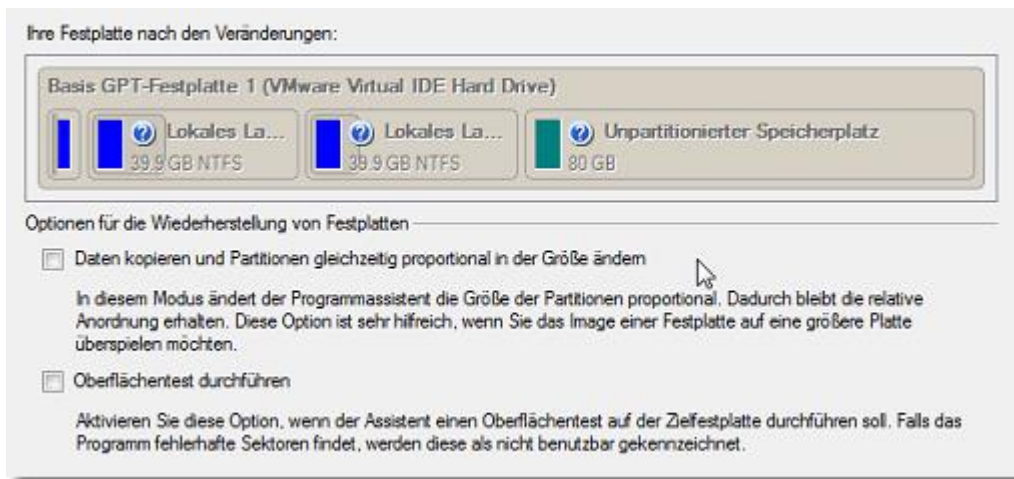 Ihre Festplatte nach den Veränderungen:
Basis GPT-Festplatte 1 (VMware Virtual IDE Hard Drive)
Lokales La... Lokales La... Unpartitionierter Speicherplatz
39.9 GB NTFS 39.9 GB NTFS 80 GB
Optionen für die Wiederherstellung von Festplatten
Daten kopieren und Partitionen gleichzeitig proportional in der Größe ändern
In diesem Modus ändert der Programmassistent die Größe der Partitionen proportional. Dadurch bleibt die relative
Anordnung erhalten. Diese Option ist sehr hilfreich, wenn Sie das Image einer Festplatte auf eine größere Platte
überspielen möchten.
Oberflächentest durchführen
Aktivieren Sie diese Option, wenn der Assistent einen Oberflächentest auf der Zielfestplatte durchführen soll. Falls das
Programm fehlerhafte Sektoren findet, werden diese als nicht benutzbar gekennzeichnet.